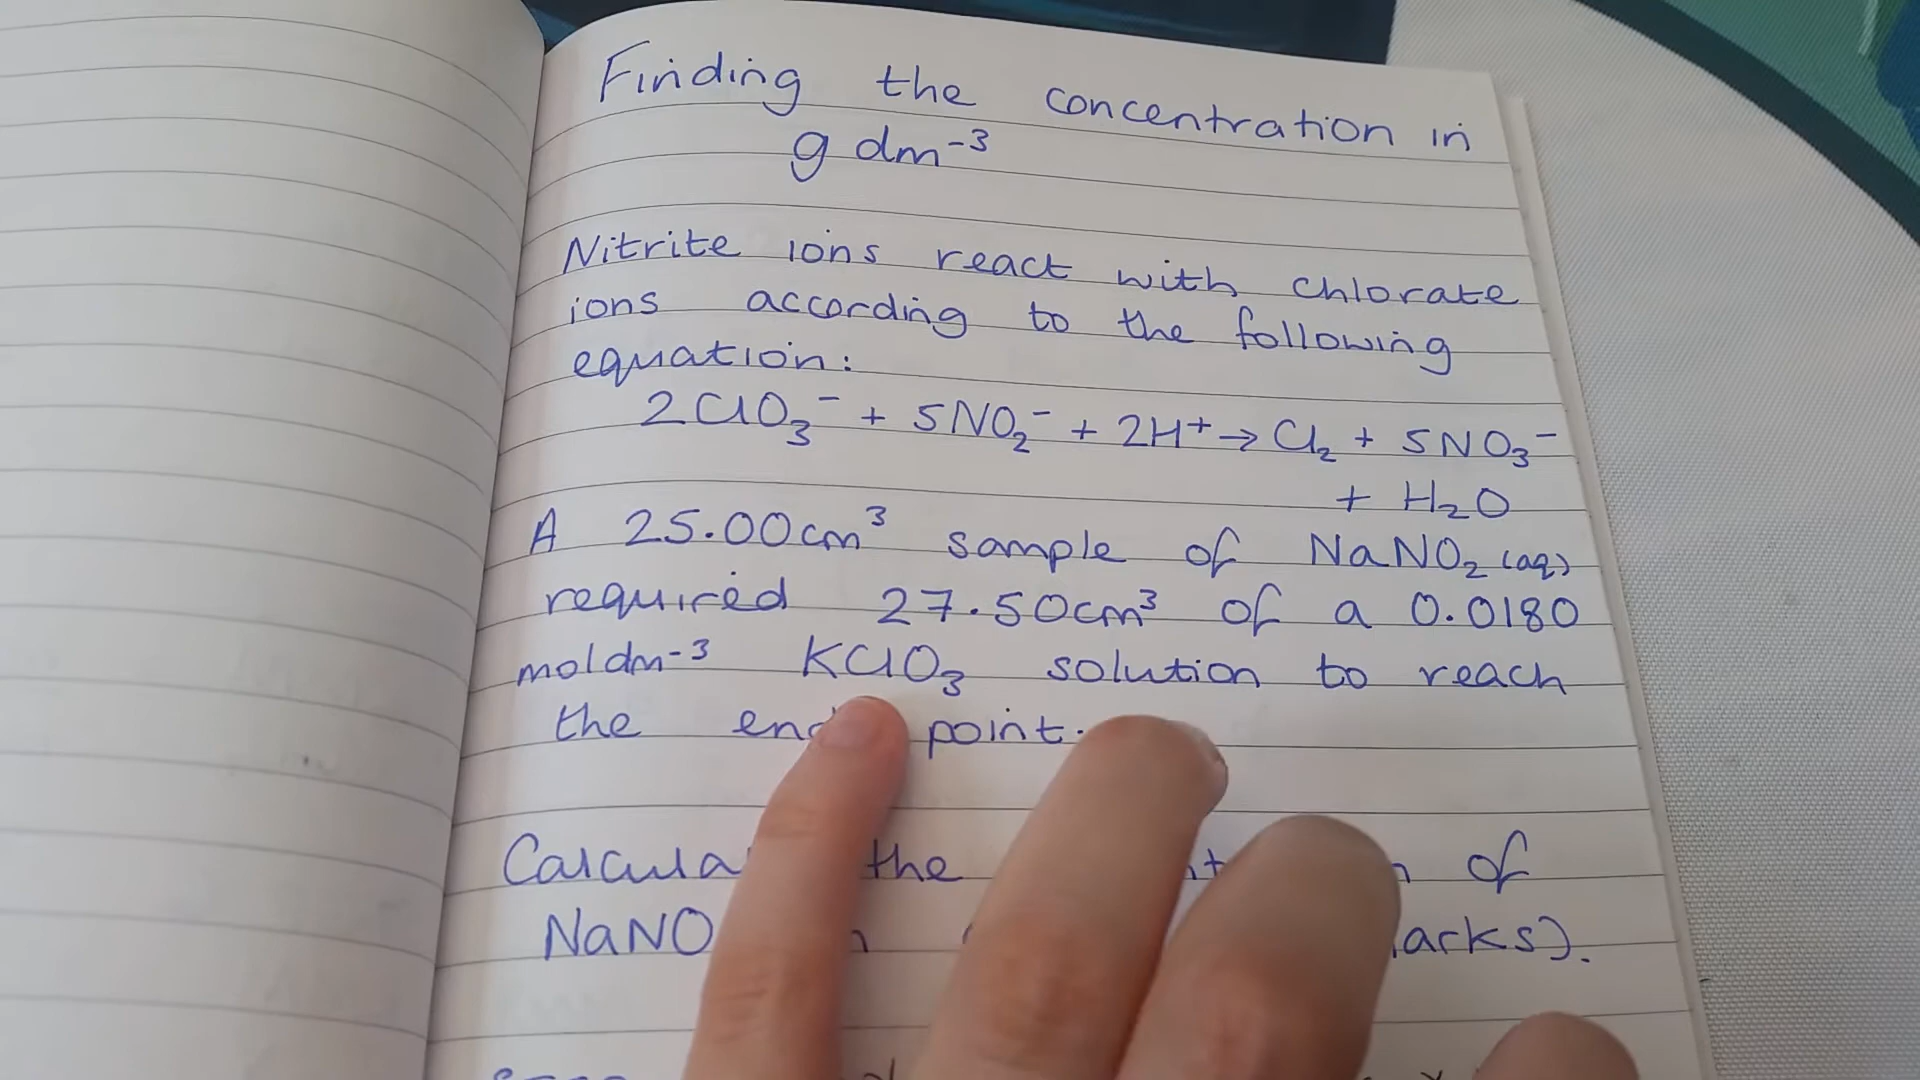 Finding the concentration in
g dm⁻³
Nitrite ions react with chlorate
ions according to the following
equation:
2ClO₃⁻ + 5NO₂⁻ + 2H⁺ → Cl₂ + 5NO₃⁻
+ H₂O
A 25.00cm³ sample of NaNO₂(aq)
required 27.50cm³ of a 0.0180
moldm⁻³ KClO₃ solution to reach
the end point.
the of